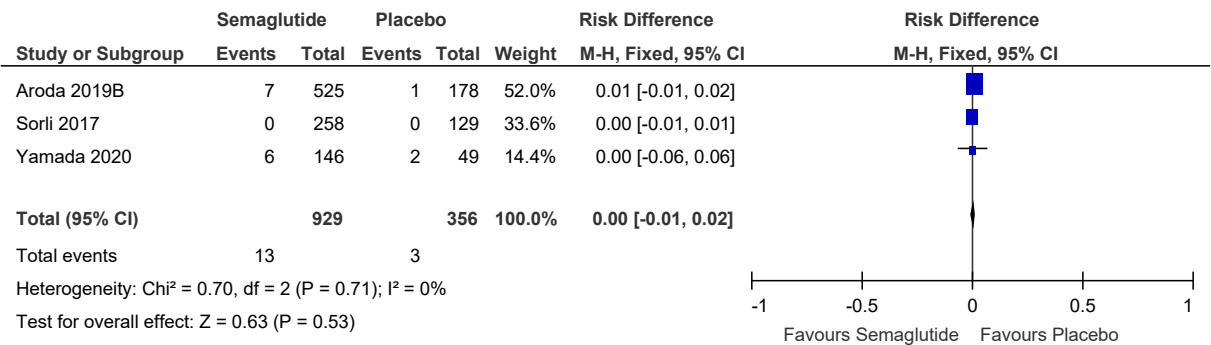 Semaglutide Placebo Risk Difference Risk Difference
Study or Subgroup Events Total Events Total Weight M-H, Fixed, 95% CI M-H, Fixed, 95% CI
Aroda 2019B 7 525 1 178 52.0% 0.01 [-0.01, 0.02]
Sorli 2017 0 258 0 129 33.6% 0.00 [-0.01, 0.01]
Yamada 2020 6 146 2 49 14.4% 0.00 [-0.06, 0.06]
Total (95% CI) 929 356 100.0% 0.00 [-0.01, 0.02]
Total events 13 3
Heterogeneity: Chi² = 0.70, df = 2 (P = 0.71); I² = 0%
Test for overall effect: Z = 0.63 (P = 0.53)
-1 -0.5 0 0.5 1
Favours Semaglutide Favours Placebo